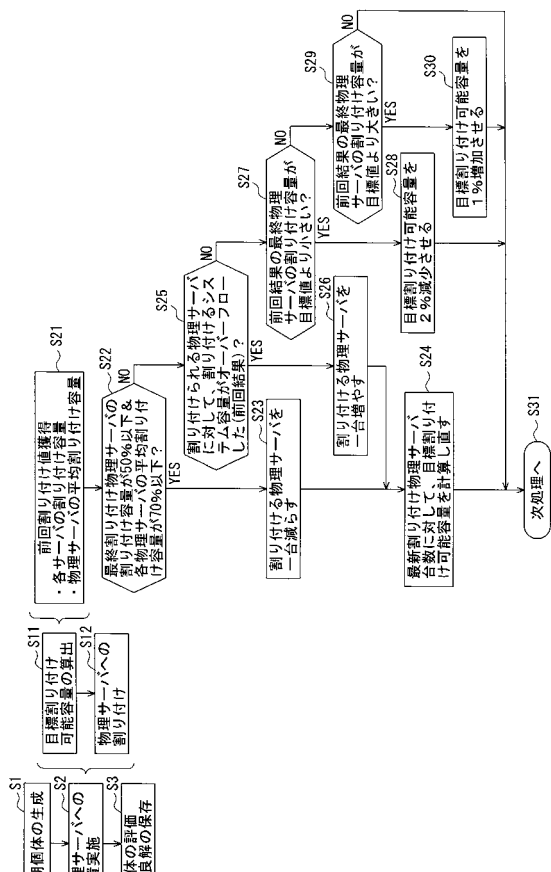 S1
期個体の生成
S2
理サーバへの
置実施
S3
体の評価
良解の保存
S11
目標割り付け
可能容量の算出
S12
物理サーバへの
割り付け
S21
前回割り付け値獲得
・各サーバの割り付け容量
・物理サーバの平均割り付け容量
S22
最終割り付け物理サーバの
割り付け容量が50%以下&
各物理サーバの平均割り付
け容量が70%以下?
NO
YES
S23
割り付ける物理サーバを
一台減らす
S25
割り付けられる物理サーバ
に対して、割り付けるシス
テム容量がオーバーフロー
した(前回結果)?
NO
YES
S26
割り付ける物理サーバを
一台増やす
S24
最新割り付け物理サーバ
台数に対して、目標割り付
け可能容量を計算し直す
S27
前回結果の最終物理
サーバの割り付け容量が
目標値より小さい?
NO
YES
S28
目標割り付け可能容量を
2%減少させる
S29
前回結果の最終物理
サーバの割り付け容量が
目標値より大きい?
NO
YES
S30
目標割り付け可能容量を
1%増加させる
次処理へ
S31